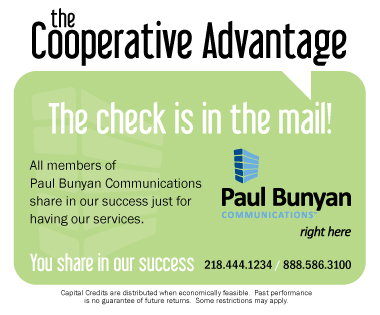 the
Cooperative Advantage
The check is in the mail!
All members of
Paul Bunyan Communications
share in our success just for
having our services.
Paul Bunyan
COMMUNICATIONS™
right here
You share in our success 218.444.1234 / 888.586.3100
Capital Credits are distributed when economically feasible. Past performance
is no guarantee of future returns. Some restrictions may apply.